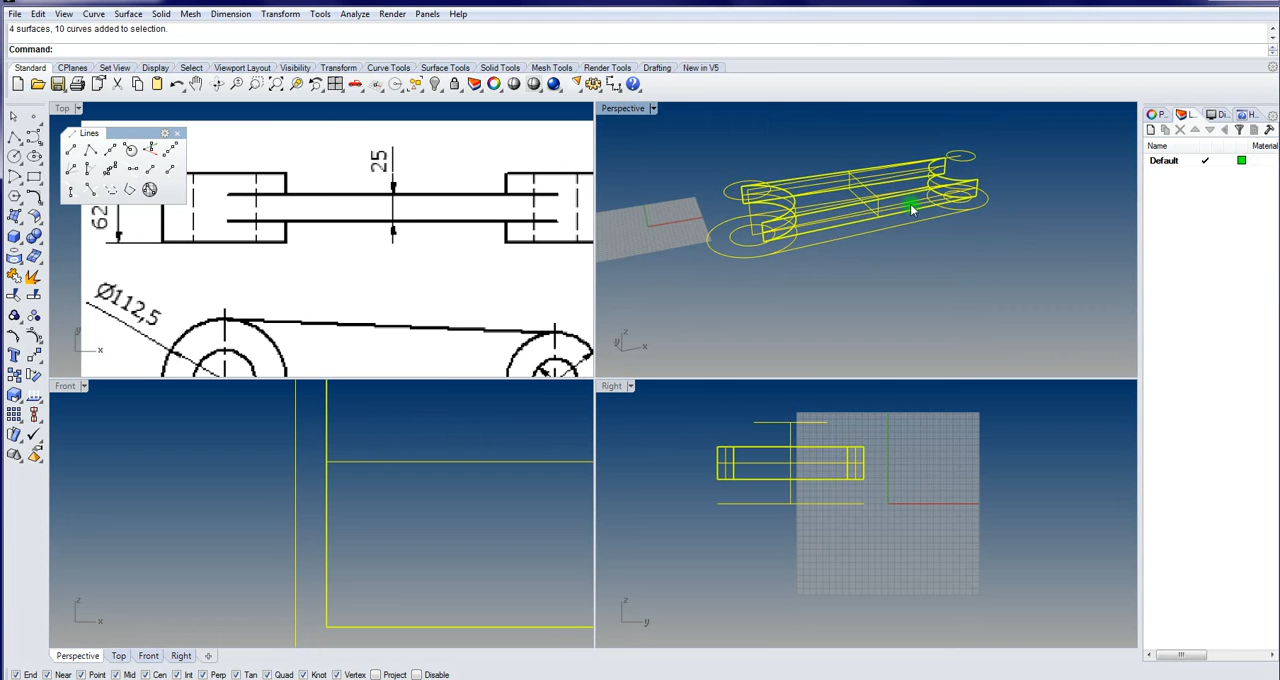 File Edit View Curve Surface Solid Mesh Dimension Transform Tools Analyze Render Panels Help
4 surfaces, 10 curves added to selection.
Command:
Standard CPlanes Set View Display Select Viewport Layout Visibility Transform Curve Tools Surface Tools Solid Tools Mesh Tools Render Tools Drafting New in V5
Top
Perspective
P... L... Di... H...
Lines
Name Material
Default
25
62
Ø112,5
y
x
z
y x
Front
Right
z
x
z
y
Perspective Top Front Right
End Near Point Mid Cen Int Perp Tan Quad Knot Vertex Project Disable